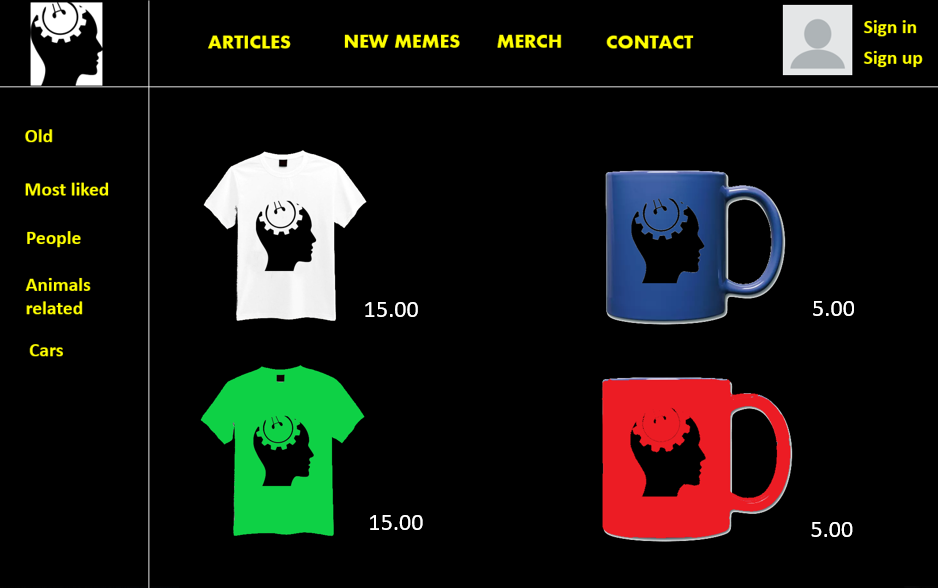 ARTICLES
NEW MEMES
MERCH
CONTACT
Sign in
Sign up
Old
Most liked
People
Animals
related
Cars
15.00
5.00
15.00
5.00